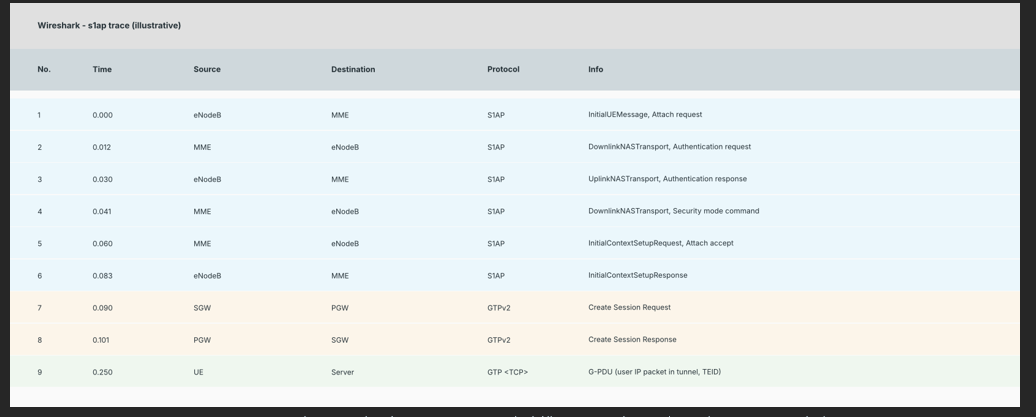 Wireshark - s1ap trace (illustrative)
No. Time Source Destination Protocol Info
1 0.000 eNodeB MME S1AP InitialUEMessage, Attach request
2 0.012 MME eNodeB S1AP DownlinkNASTransport, Authentication request
3 0.030 eNodeB MME S1AP UplinkNASTransport, Authentication response
4 0.041 MME eNodeB S1AP DownlinkNASTransport, Security mode command
5 0.060 MME eNodeB S1AP InitialContextSetupRequest, Attach accept
6 0.083 eNodeB MME S1AP InitialContextSetupResponse
7 0.090 SGW PGW GTPv2 Create Session Request
8 0.101 PGW SGW GTPv2 Create Session Response
9 0.250 UE Server GTP <TCP> G-PDU (user IP packet in tunnel, TEID)